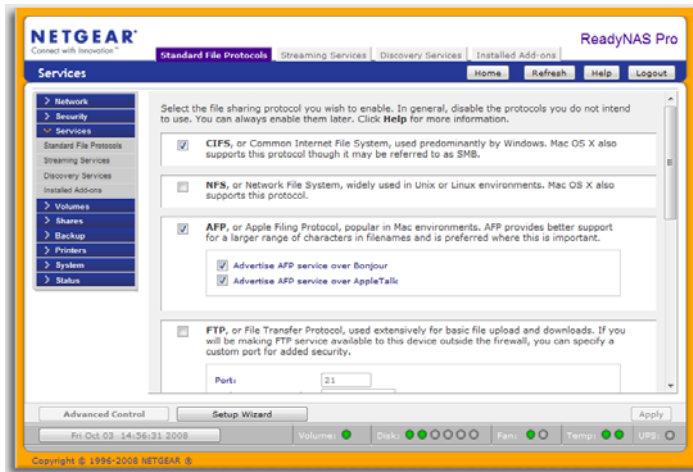 NETGEAR®
Connect with Innovation™
ReadyNAS Pro
Standard File Protocols
Streaming Services
Discovery Services
Installed Add-ons
Services
Home
Refresh
Help
Logout
> Network
> Security
Services
Standard File Protocols
Streaming Services
Discovery Services
Installed Add-ons
> Volumes
> Shares
> Backup
> Printers
> System
> Status
Select the file sharing protocol you wish to enable. In general, disable the protocols you do not intend
to use. You can always enable them later. Click Help for more information.
CIFS, or Common Internet File System, used predominantly by Windows. Mac OS X also
supports this protocol though it may be referred to as SMB.
NFS, or Network File System, widely used in Unix or Linux environments. Mac OS X also
supports this protocol.
AFP, or Apple Filing Protocol, popular in Mac environments. AFP provides better support
for a larger range of characters in filenames and is preferred where this is important.
Advertise AFP service over Bonjour
Advertise AFP service over AppleTalk
FTP, or File Transfer Protocol, used extensively for basic file upload and downloads. If you
will be making FTP service available to this device outside the firewall, you can specify a
custom port for added security.
Port:
21
Advanced Control
Setup Wizard
Apply
Fri Oct 03 14:56:31 2008
Volume:
Disk:
Fan:
Temp:
UPS:
Copyright © 1996-2008 NETGEAR ®